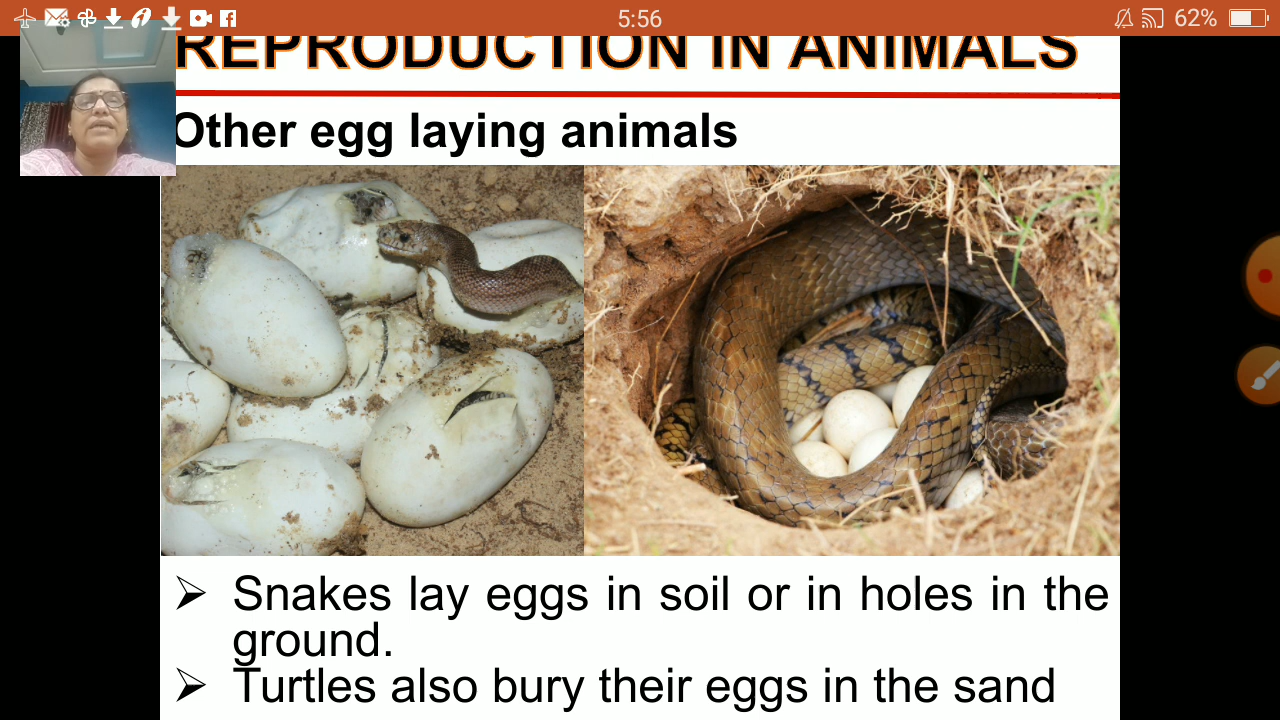 5:56
62%
REPRODUCTION IN ANIMALS
Other egg laying animals
➢ Snakes lay eggs in soil or in holes in the
ground.
➢ Turtles also bury their eggs in the sand